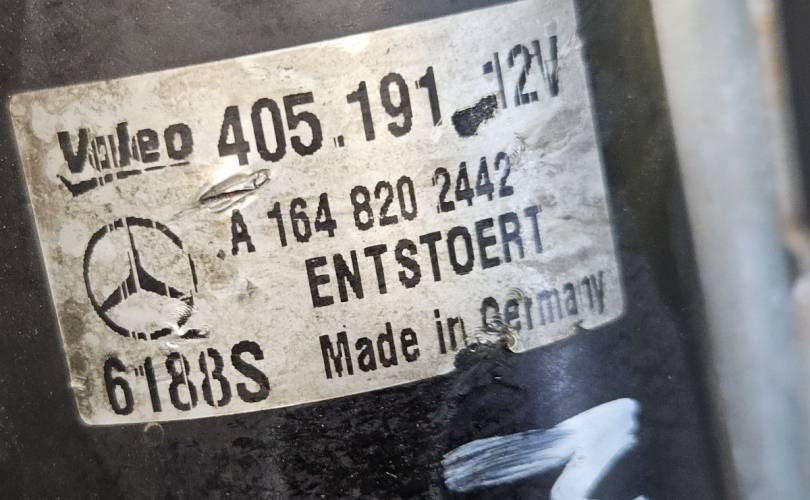 Valeo 405.191 12V
A 164 820 2442
ENTSTOERT
6188S Made in Germany